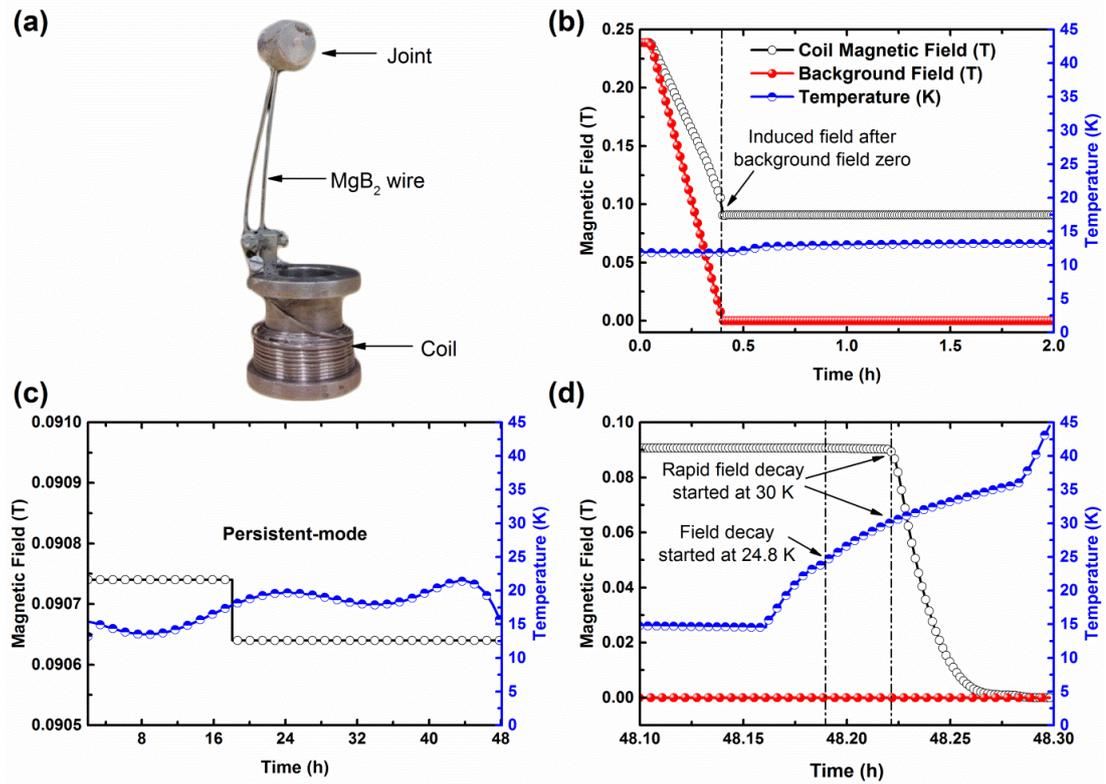 (a)
Joint
MgB2 wire
Coil
(b)
Coil Magnetic Field (T)
Background Field (T)
Temperature (K)
Induced field after
background field zero
Magnetic Field (T)
0.25
0.20
0.15
0.10
0.05
0.00
Temperature (K)
45
40
35
30
25
20
15
10
5
0
0.0 0.5 1.0 1.5 2.0
Time (h)
(c)
Persistent-mode
Magnetic Field (T)
0.0910
0.0909
0.0908
0.0907
0.0906
0.0905
Temperature (K)
45
40
35
30
25
20
15
10
5
0
8 16 24 32 40 48
Time (h)
(d)
Rapid field decay
started at 30 K
Field decay
started at 24.8 K
Magnetic Field (T)
0.10
0.08
0.06
0.04
0.02
0.00
Temperature (K)
45
40
35
30
25
20
15
10
5
0
48.10 48.15 48.20 48.25 48.30
Time (h)